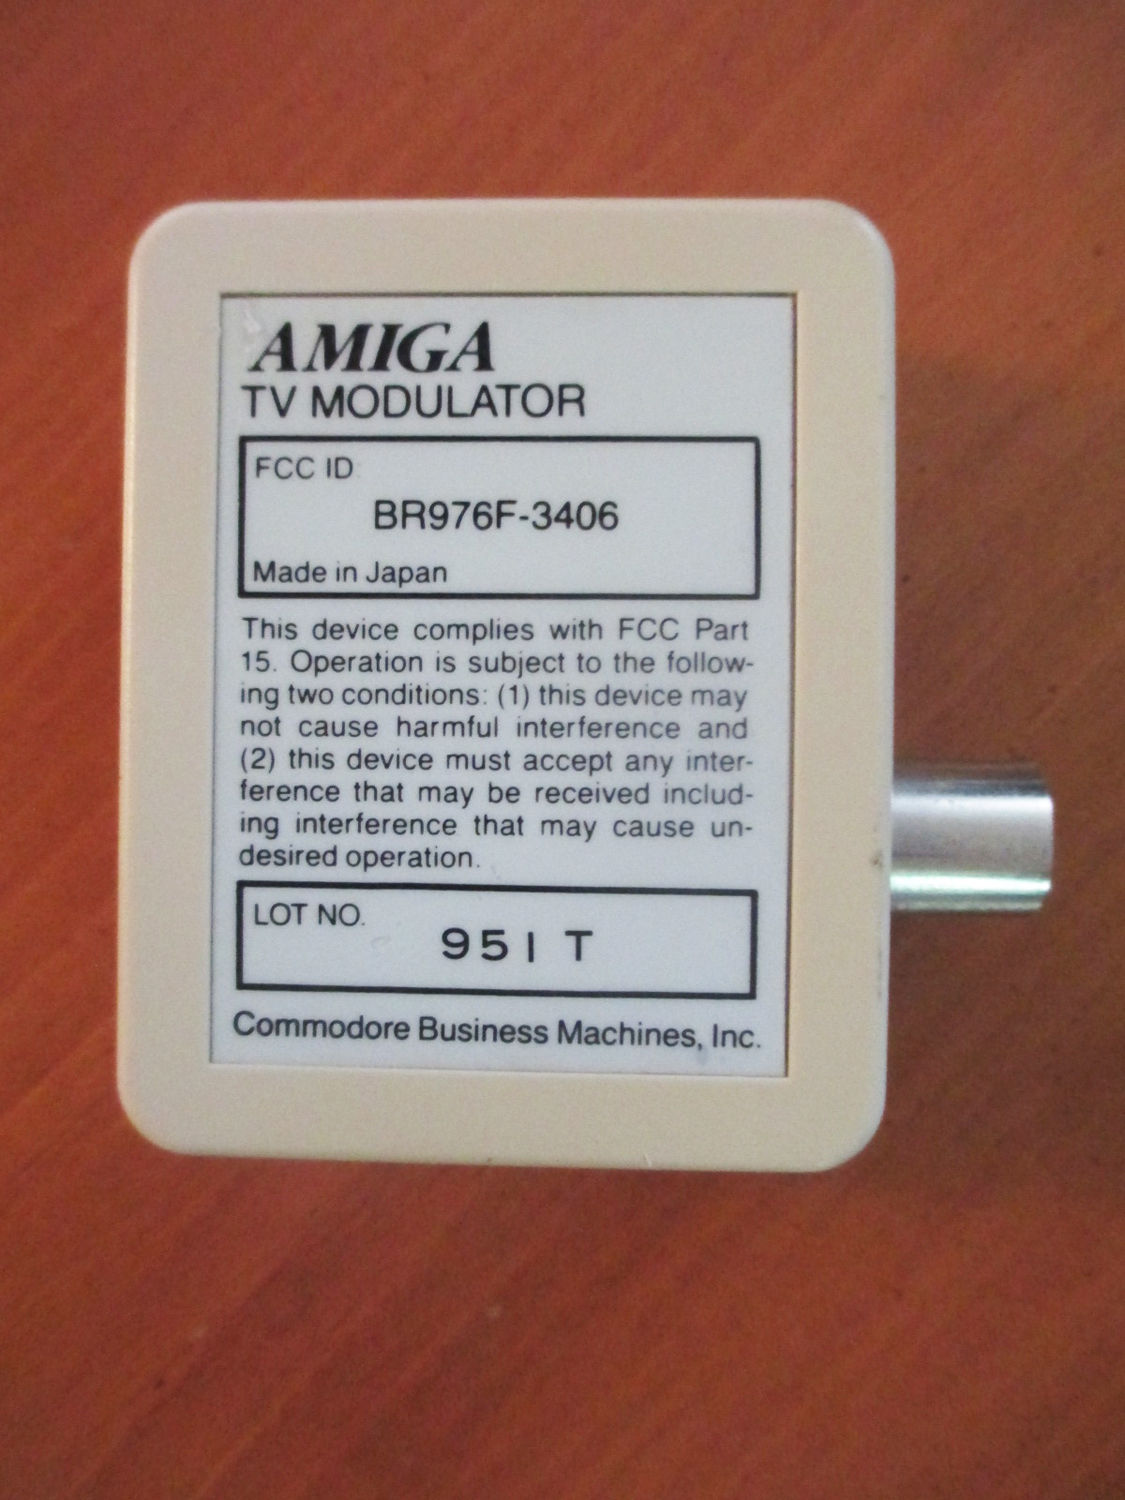 AMIGA
TV MODULATOR
FCC ID
BR976F-3406
Made in Japan
This device complies with FCC Part
15. Operation is subject to the follow-
ing two conditions: (1) this device may
not cause harmful interference and
(2) this device must accept any inter-
ference that may be received includ-
ing interference that may cause un-
desired operation.
LOT NO.
951 T
Commodore Business Machines, Inc.